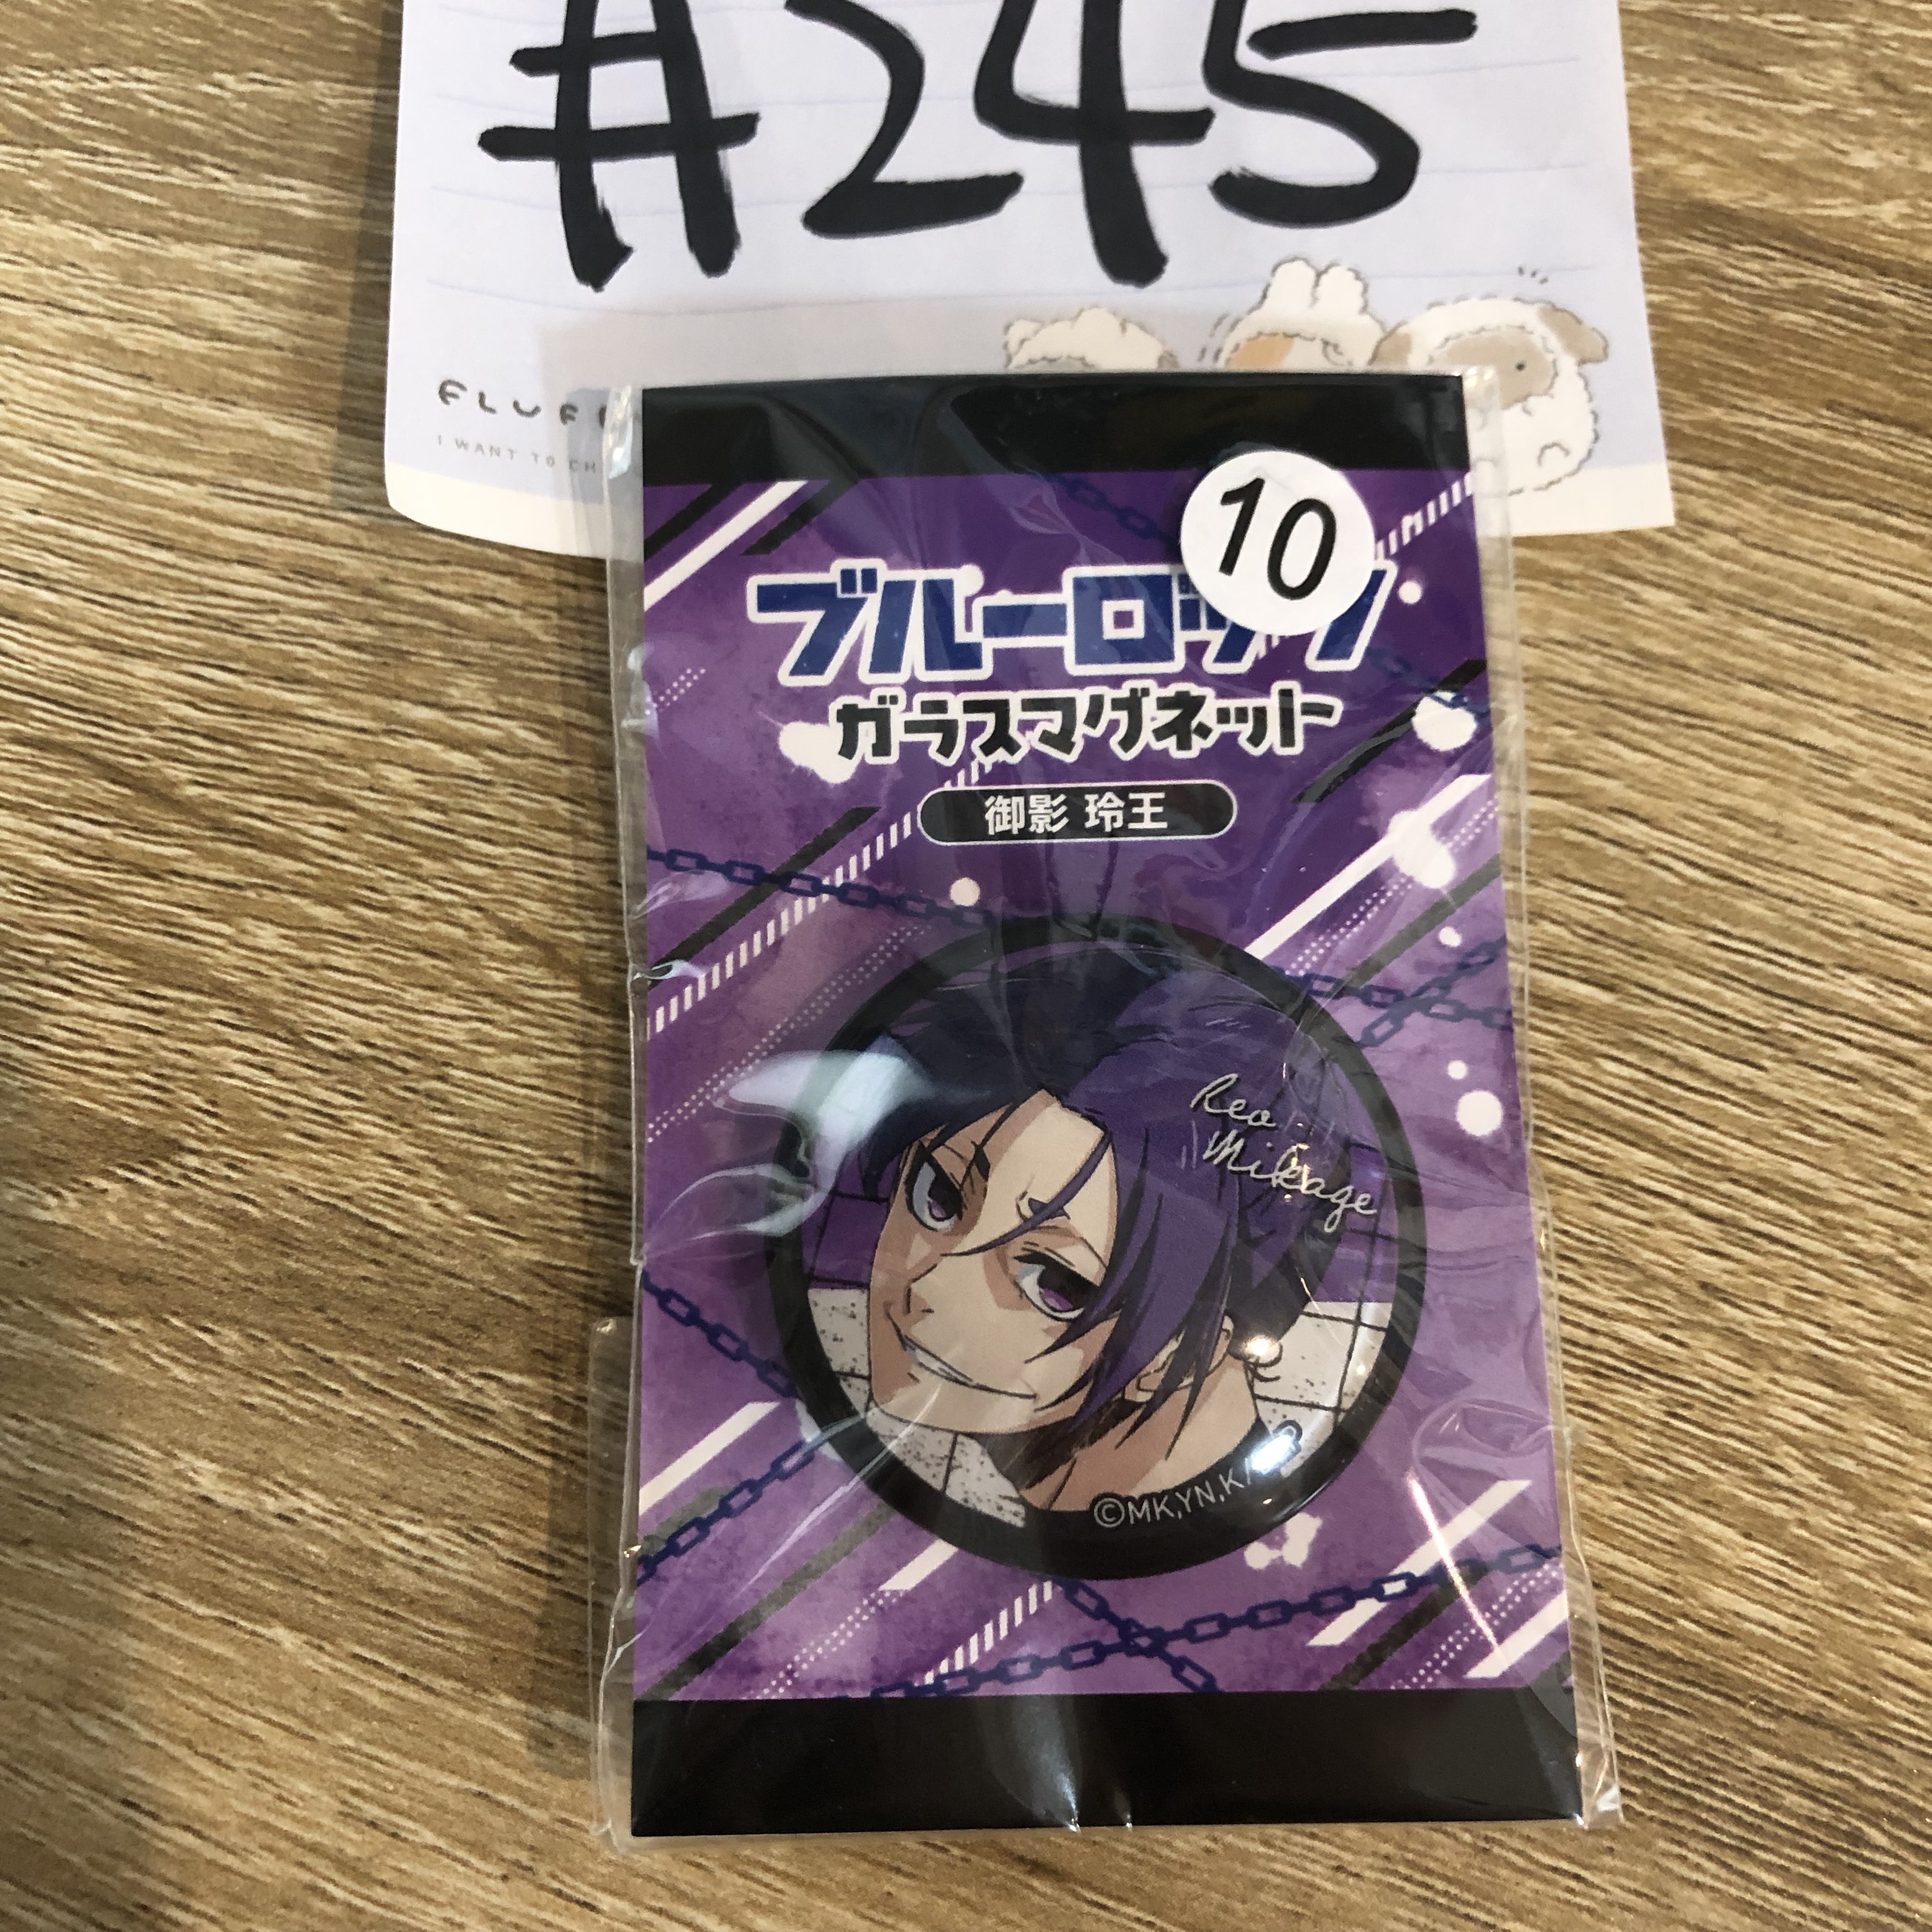 #245
FLUFF
I WANT TO CH
10
ブルーロック
ガラスマグネット
御影 玲王
Reo
Mikage
©MK,YN,K/